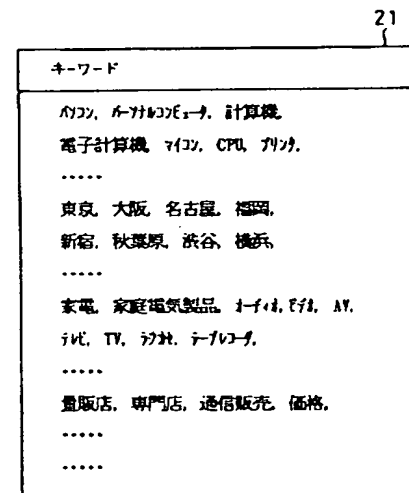 21
キーワード
パソコン, パーソナルコンピュータ, 計算機,
電子計算機, マイコン, CPU, プリンタ,
.....
東京, 大阪, 名古屋, 福岡,
新宿, 秋葉原, 渋谷, 横浜,
.....
家電, 家庭電気製品, オーディオ, ビデオ, AV,
テレビ, TV, ラジカセ, テープレコーダ,
.....
量販店, 専門店, 通信販売, 価格,
.....
.....